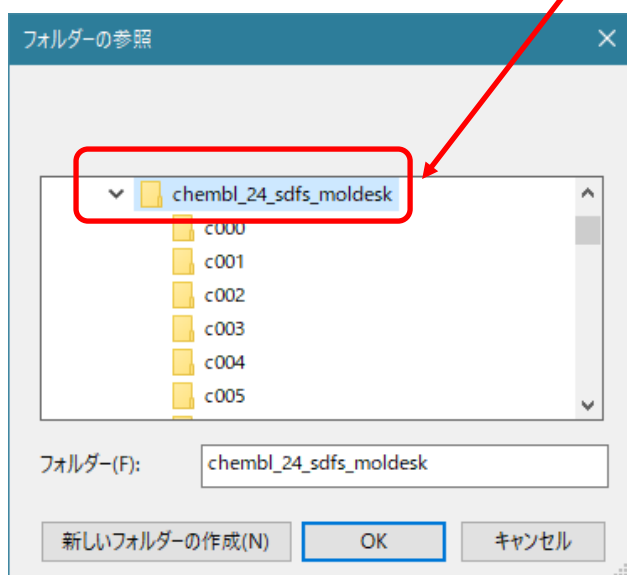 フォルダーの参照
chembl_24_sdfs_moldesk
c000
c001
c002
c003
c004
c005
フォルダー(F):
chembl_24_sdfs_moldesk
新しいフォルダーの作成(N)
OK
キャンセル